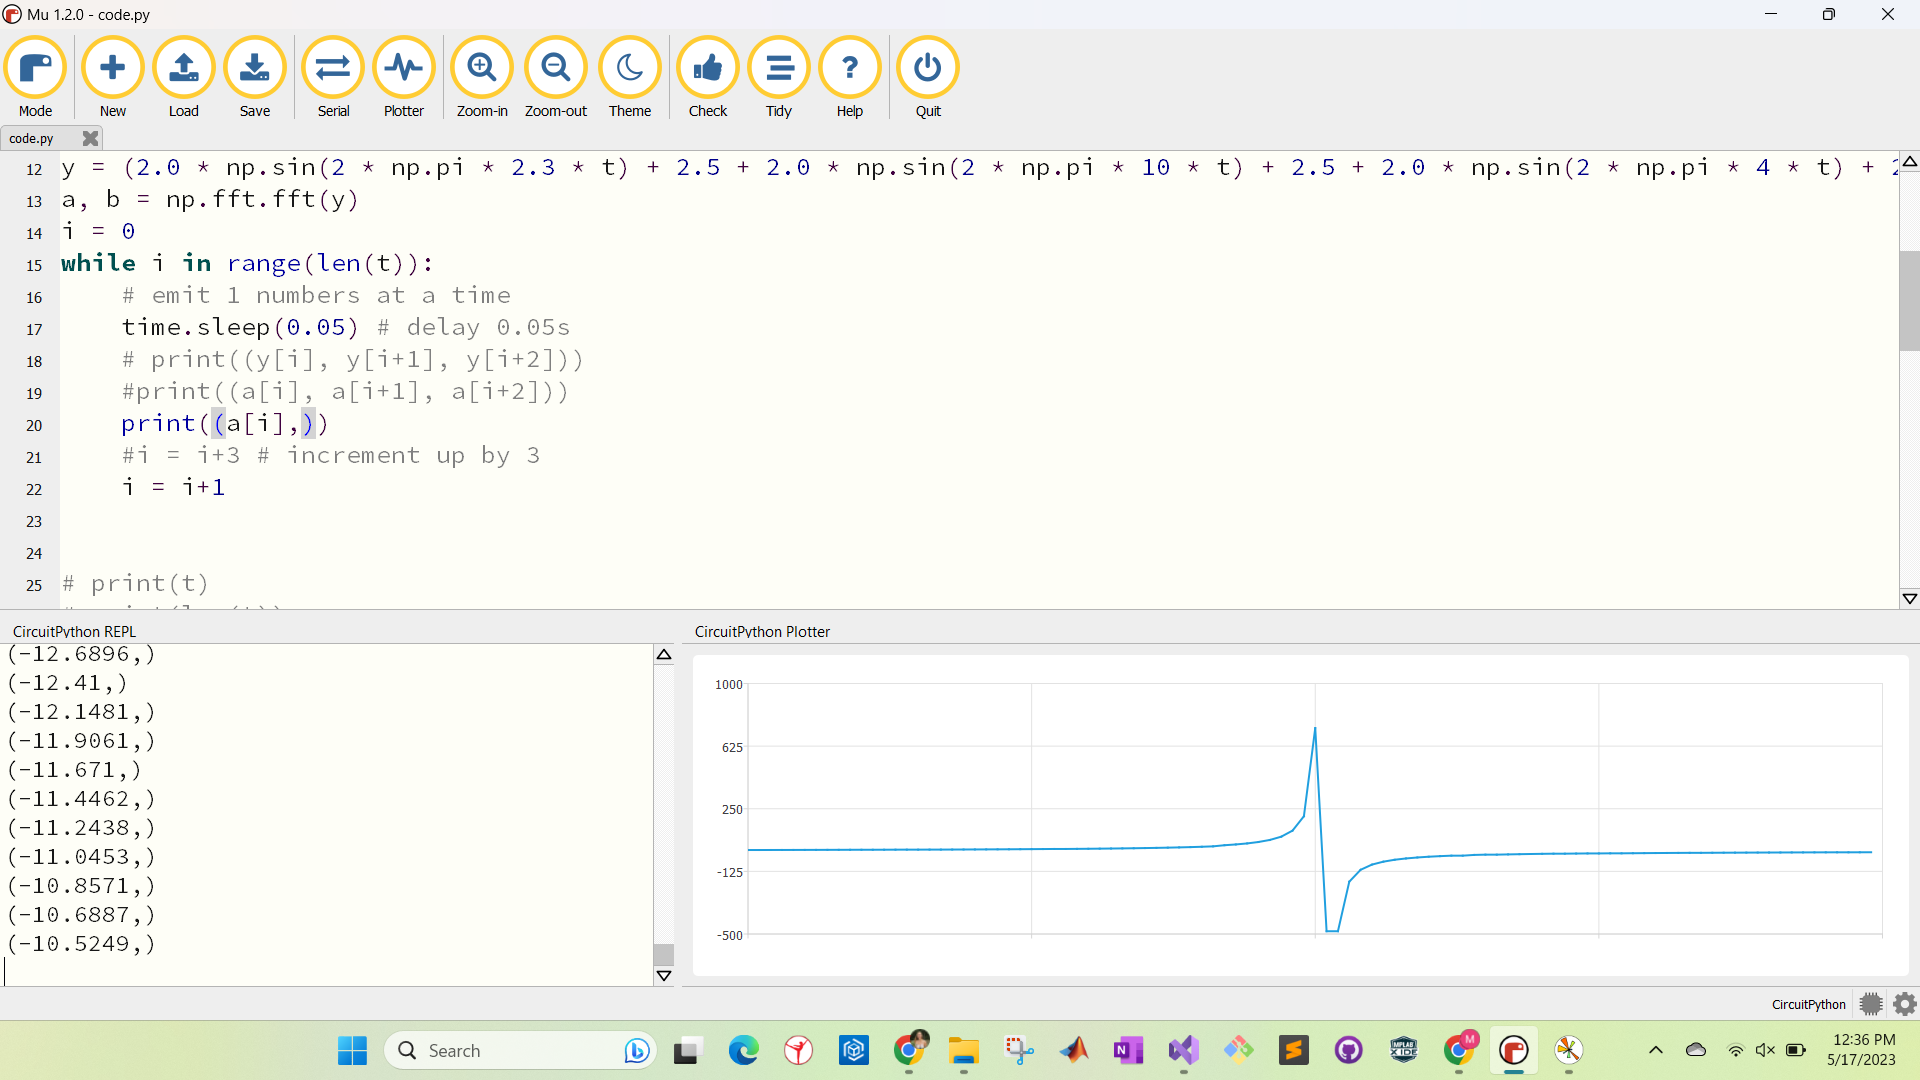 Mu 1.2.0 - code.py
Mode New Load Save Serial Plotter Zoom-in Zoom-out Theme Check Tidy Help Quit
code.py
12 y = (2.0 * np.sin(2 * np.pi * 2.3 * t) + 2.5 + 2.0 * np.sin(2 * np.pi * 10 * t) + 2.5 + 2.0 * np.sin(2 * np.pi * 4 * t) +
13 a, b = np.fft.fft(y)
14 i = 0
15 while i in range(len(t)):
16 # emit 1 numbers at a time
17 time.sleep(0.05) # delay 0.05s
18 # print((y[i], y[i+1], y[i+2]))
19 #print((a[i], a[i+1], a[i+2]))
20 print((a[i],))
21 #i = i+3 # increment up by 3
22 i = i+1
23
24
25 # print(t)
CircuitPython REPL
(-12.6896,)
(-12.41,)
(-12.1481,)
(-11.9061,)
(-11.671,)
(-11.4462,)
(-11.2438,)
(-11.0453,)
(-10.8571,)
(-10.6887,)
(-10.5249,)
CircuitPython Plotter
1000
625
250
-125
-500
CircuitPython
Search
12:36 PM
5/17/2023